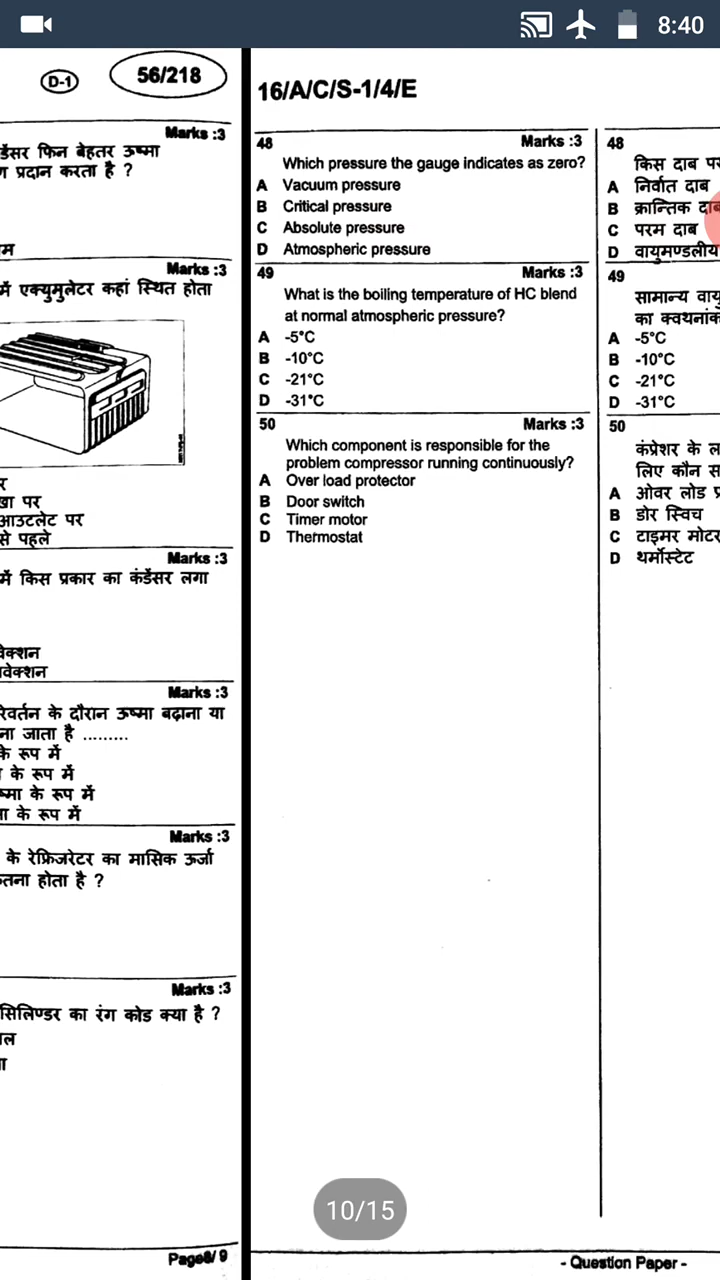 8:40
D-1
56/218
Marks :3
डेंसर फिन बेहतर ऊष्मा
प्रदान करता है ?
Marks :3
में एक्युमुलेटर कहां स्थित होता
पर
आउटलेट पर
से पहले
Marks :3
में किस प्रकार का कंडेंसर लगा
वेक्शन
वेक्शन
Marks :3
रेवर्तन के दौरान ऊष्मा बढ़ाना या
ना जाता है .........
के रूप में
के रूप में
ष्मा के रूप में
के रूप में
Marks :3
के रेफ्रिजरेटर का मासिक ऊर्जा
तना होता है ?
Marks :3
सिलिण्डर का रंग कोड क्या है ?
Page8/ 9
16/A/C/S-1/4/E
48
Marks :3
Which pressure the gauge indicates as zero?
A Vacuum pressure
B Critical pressure
C Absolute pressure
D Atmospheric pressure
49
Marks :3
What is the boiling temperature of HC blend
at normal atmospheric pressure?
A -5°C
B -10°C
C -21°C
D -31°C
50
Marks :3
Which component is responsible for the
problem compressor running continuously?
A Over load protector
B Door switch
C Timer motor
D Thermostat
48
किस दाब पर
A निर्वात दाब
B क्रान्तिक दाब
C परम दाब
D वायुमण्डलीय
49
सामान्य वायु
का क्वथनांक
A -5°C
B -10°C
C -21°C
D -31°C
50
कंप्रेशर के ल
लिए कौन स
A ओवर लोड प्र
B डोर स्विच
C टाइमर मोटर
D थर्मोस्टेट
10/15
- Question Paper -